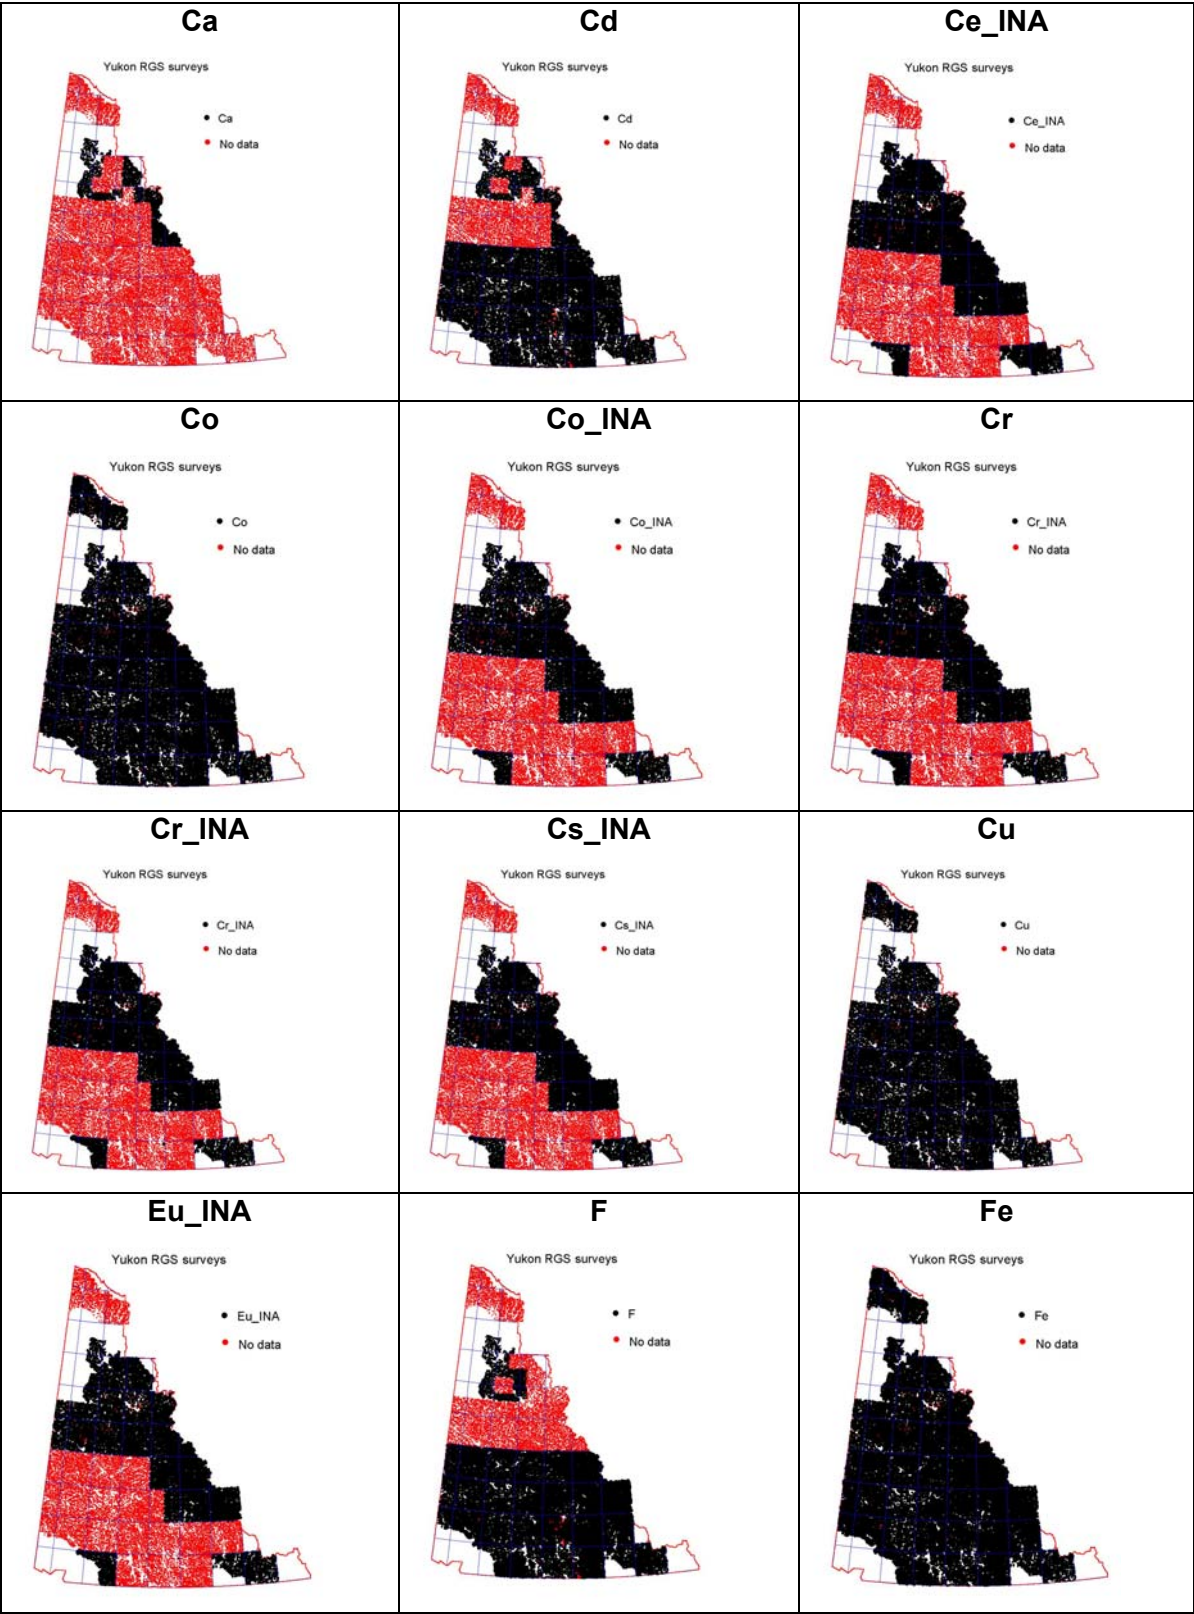 Ca
Yukon RGS surveys
Ca
No data
Cd
Yukon RGS surveys
Cd
No data
Ce_INA
Yukon RGS surveys
Ce_INA
No data
Co
Yukon RGS surveys
Co
No data
Co_INA
Yukon RGS surveys
Co_INA
No data
Cr
Yukon RGS surveys
Cr_INA
No data
Cr_INA
Yukon RGS surveys
Cr_INA
No data
Cs_INA
Yukon RGS surveys
Cs_INA
No data
Cu
Yukon RGS surveys
Cu
No data
Eu_INA
Yukon RGS surveys
Eu_INA
No data
F
Yukon RGS surveys
F
No data
Fe
Yukon RGS surveys
Fe
No data